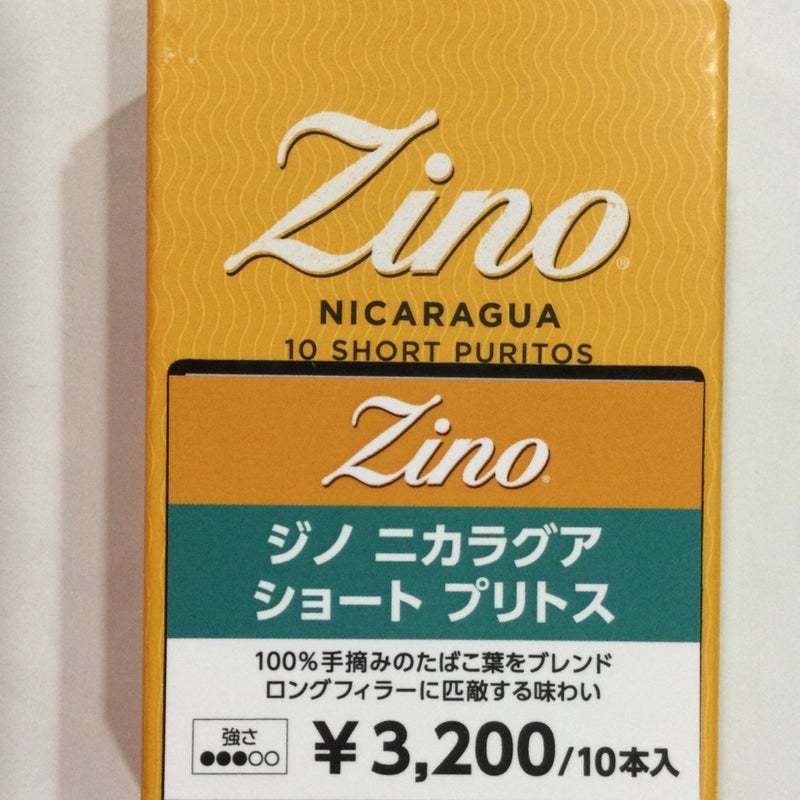 Zino®
NICARAGUA
10 SHORT PURITOS
Zino®
ジノ ニカラグア
ショート プリトス
100%手摘みのたばこ葉をブレンド
ロングフィラーに匹敵する味わい
強さ
●●●○○
￥3,200/10本入